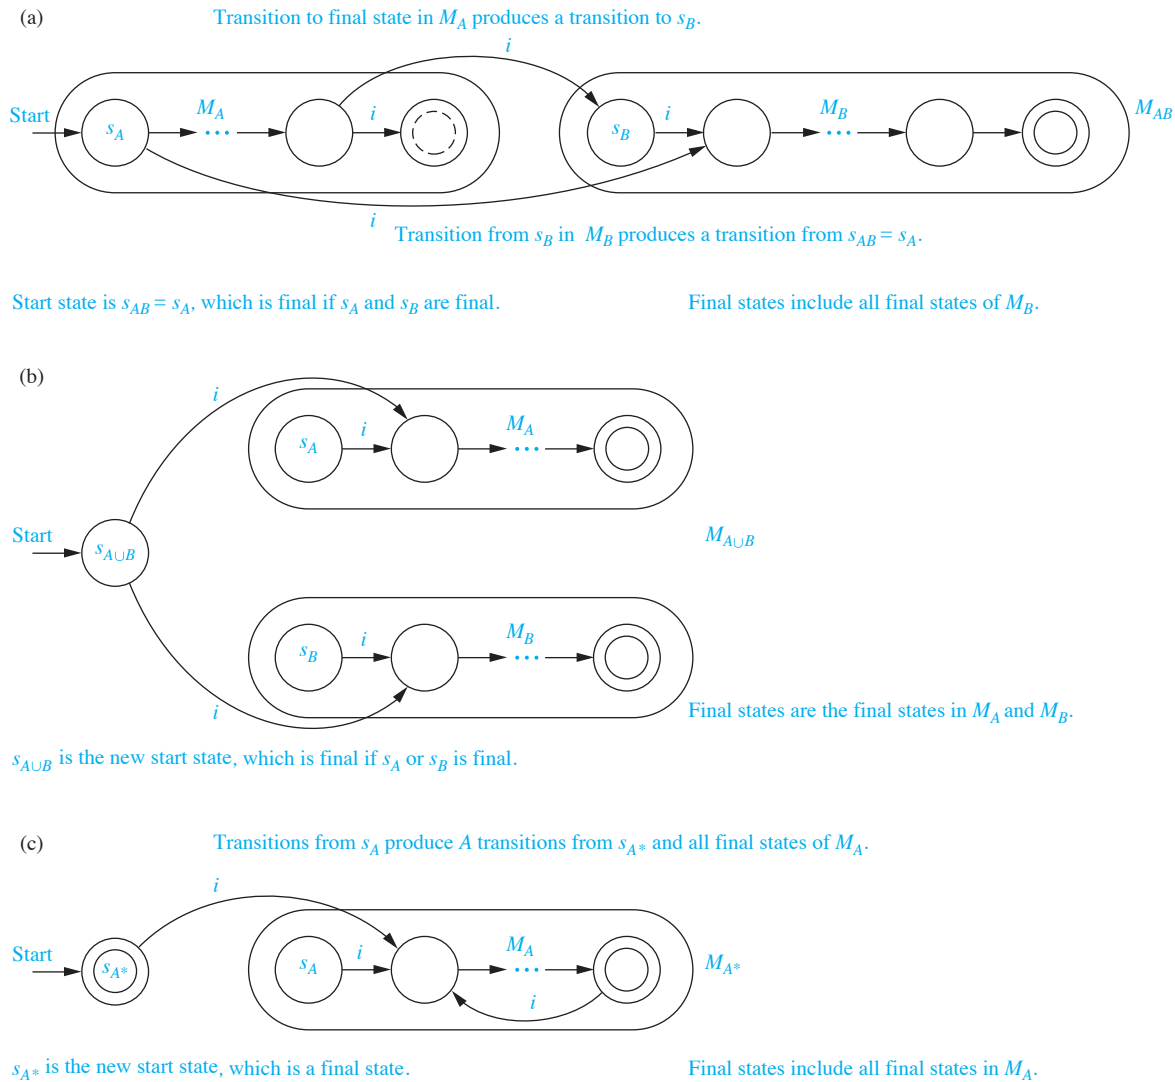 (a)
Transition to final state in M_A produces a transition to s_B.
i
Start
s_A
M_A
...
i
s_B
i
M_B
...
M_AB
i
Transition from s_B in M_B produces a transition from s_AB = s_A.
Start state is s_AB = s_A, which is final if s_A and s_B are final.
Final states include all final states of M_B.
(b)
i
s_A
i
M_A
...
Start
s_A∪B
M_A∪B
s_B
i
M_B
...
i
Final states are the final states in M_A and M_B.
s_A∪B is the new start state, which is final if s_A or s_B is final.
(c)
Transitions from s_A produce A transitions from s_A* and all final states of M_A.
i
Start
s_A*
s_A
i
M_A
...
i
M_A*
s_A* is the new start state, which is a final state.
Final states include all final states in M_A.